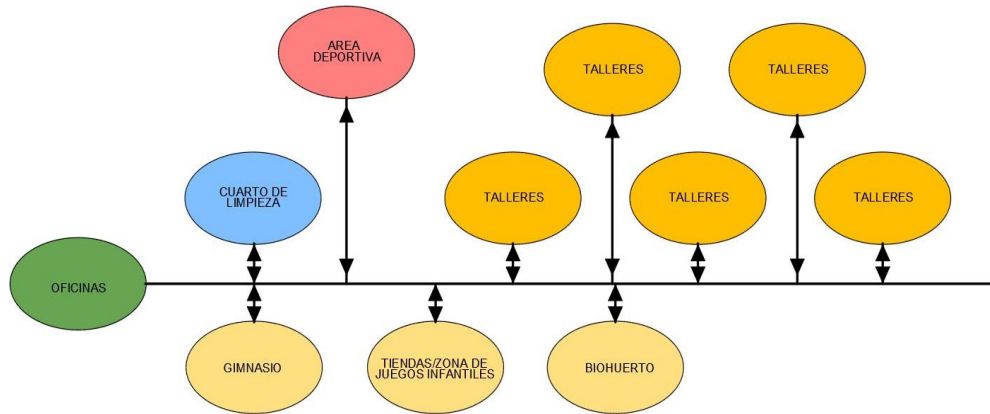 AREA
DEPORTIVA
TALLERES
TALLERES
CUARTO DE
LIMPIEZA
TALLERES
TALLERES
TALLERES
OFICINAS
GIMNASIO
TIENDAS/ZONA DE
JUEGOS INFANTILES
BIOHUERTO